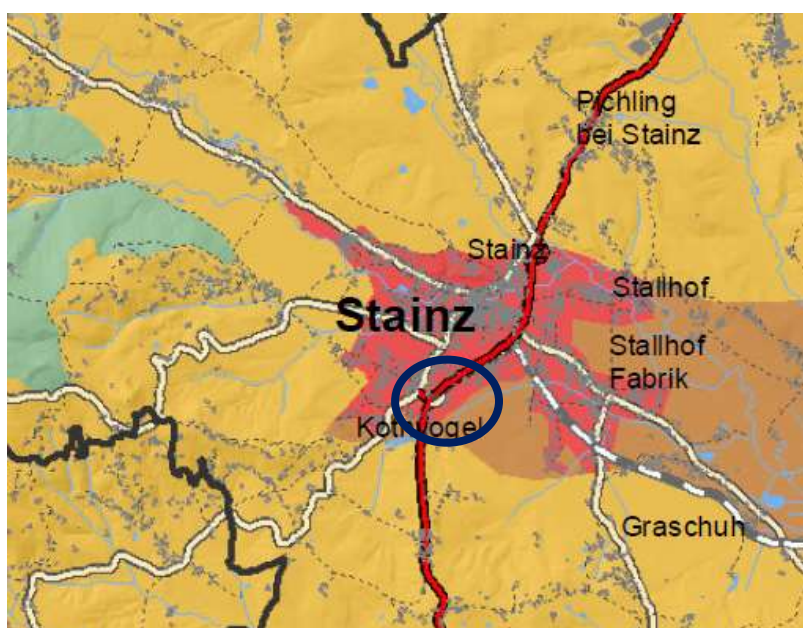 Pichling
bei Stainz
Stainz
Stallhof
Stainz
Stallhof
Fabrik
Kothvogel
Graschuh